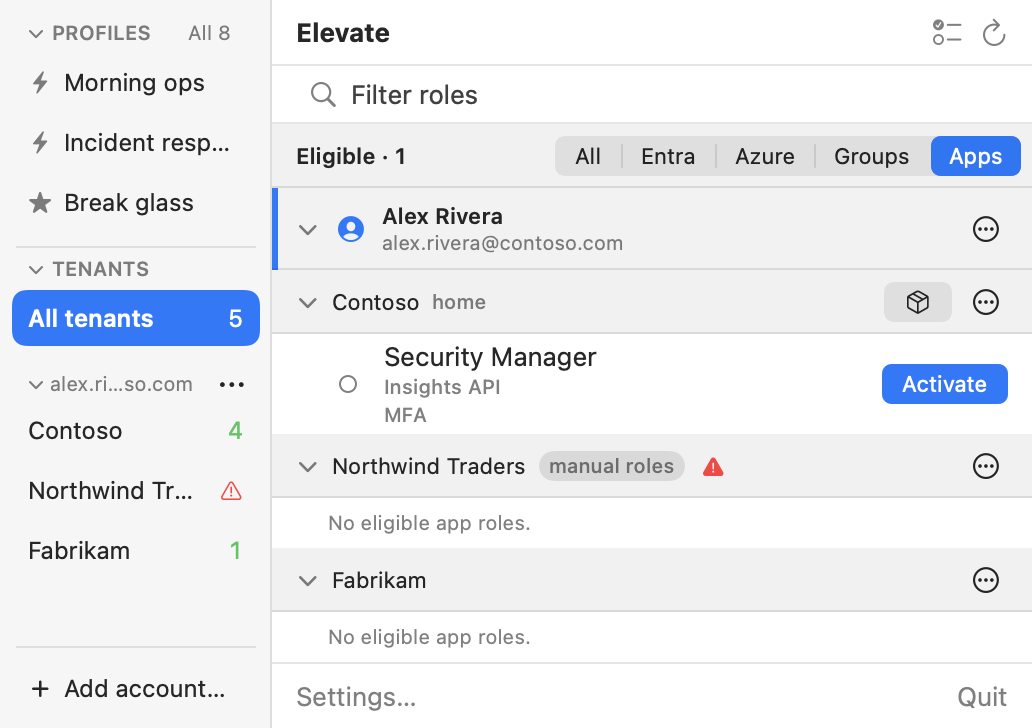 PROFILES All 8
Morning ops
Incident resp...
Break glass
TENANTS
All tenants 5
alex.ri...so.com
Contoso 4
Northwind Tr...
Fabrikam 1
Add account...
Elevate
Filter roles
Eligible · 1 All Entra Azure Groups Apps
Alex Rivera
alex.rivera@contoso.com
Contoso home
Security Manager
Insights API
MFA
Activate
Northwind Traders manual roles
No eligible app roles.
Fabrikam
No eligible app roles.
Settings... Quit